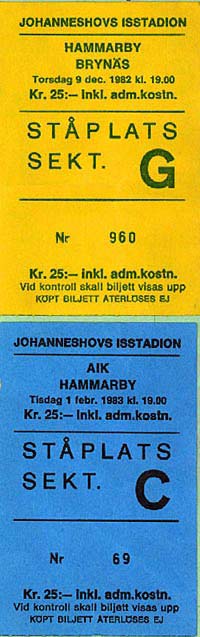 JOHANNESHOVS ISSTADION
HAMMARBY
BRYNÄS
Torsdag 9 dec. 1982 kl. 19.00
Kr. 25:— Inkl. adm.kostn.
STÅPLATS
SEKT. G
Nr 960
Kr. 25:— Inkl. adm.kostn.
Vid kontroll skall biljett visas upp
KÖPT BILJETT ÅTERLÖSES EJ
JOHANNESHOVS ISSTADION
AIK
HAMMARBY
Tisdag 1 febr. 1983 kl. 19.00
Kr. 25:— Inkl. adm.kostn.
STÅPLATS
SEKT. C
Nr 69
Kr. 25:— Inkl. adm.kostn.
Vid kontroll skall biljett visas upp
KÖPT BILJETT ÅTERLÖSES EJ